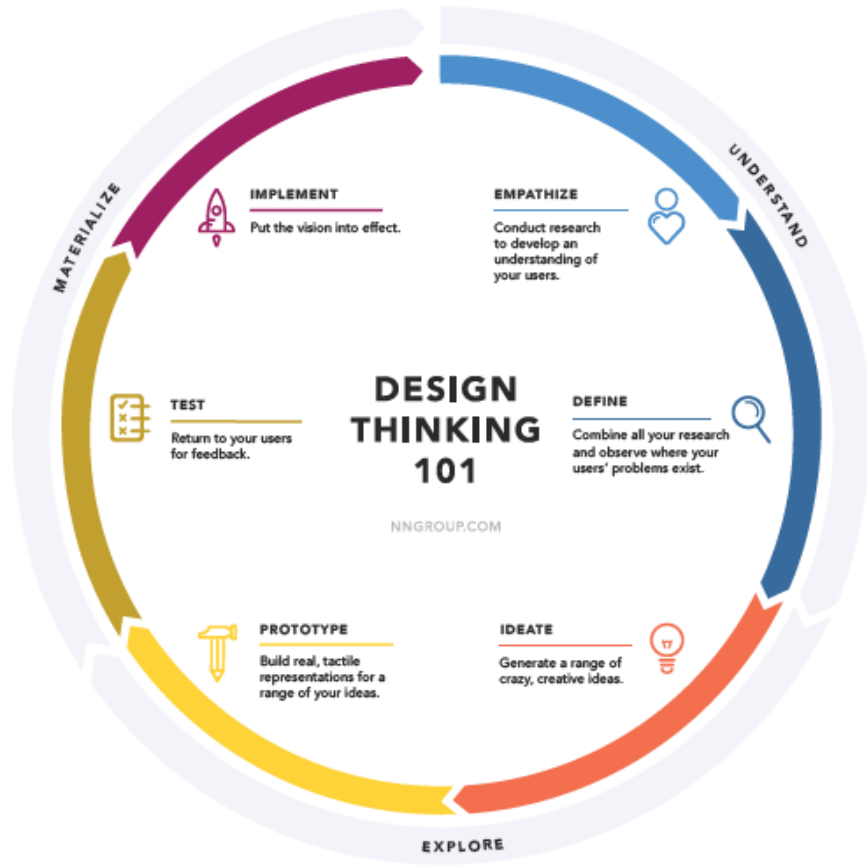 DESIGN
THINKING
101
NNGROUP.COM
UNDERSTAND
EMPATHIZE
Conduct research
to develop an
understanding of
your users.
DEFINE
Combine all your research
and observe where your
users' problems exist.
EXPLORE
IDEATE
Generate a range of
crazy, creative ideas.
PROTOTYPE
Build real, tactile
representations for a
range of your ideas.
MATERIALIZE
TEST
Return to your users
for feedback.
IMPLEMENT
Put the vision into effect.